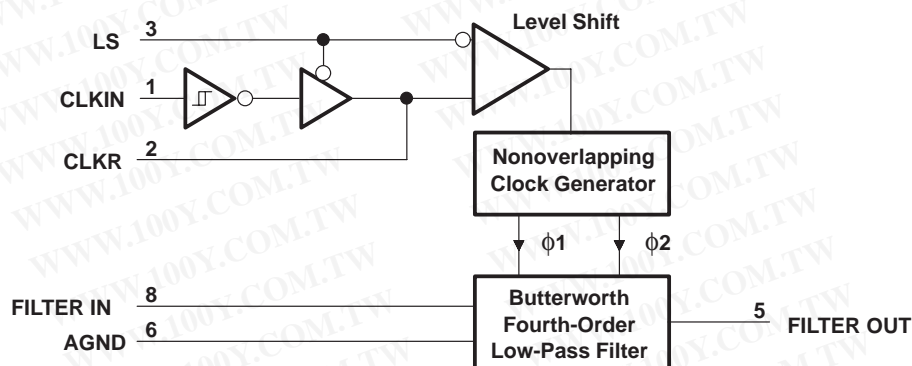 Level Shift
LS 3
CLKIN 1
CLKR 2
Nonoverlapping
Clock Generator
ϕ1 ϕ2
FILTER IN 8
AGND 6
Butterworth
Fourth-Order
Low-Pass Filter
5 FILTER OUT
WWW.100Y.COM.TW